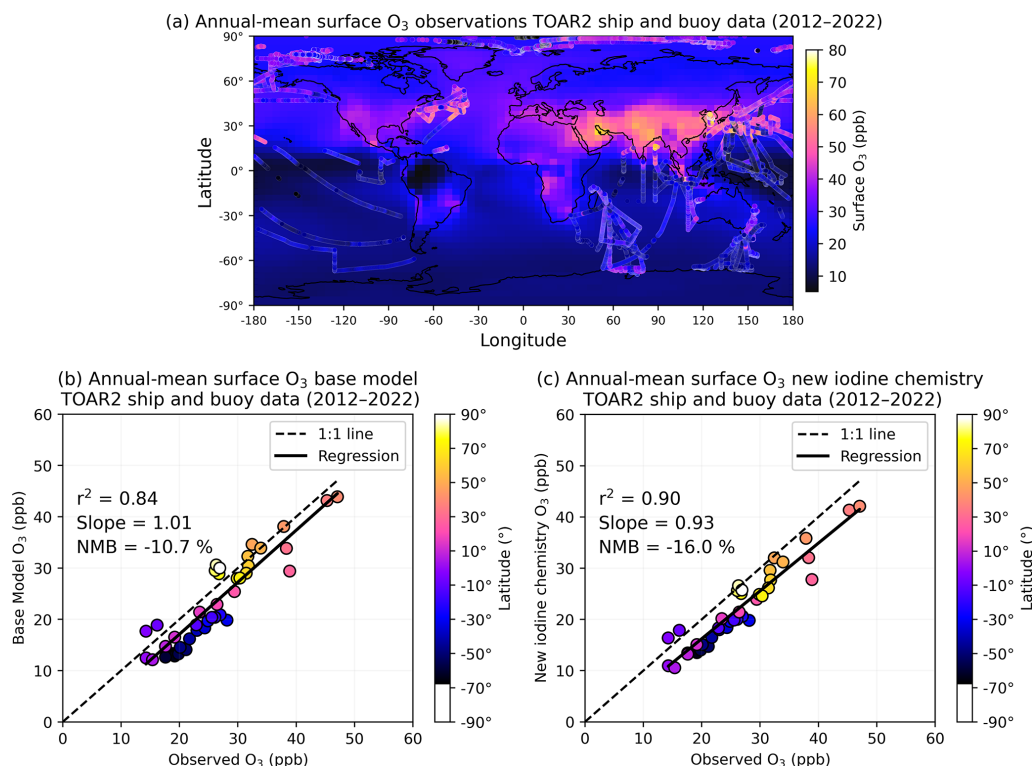 (a) Annual-mean surface O₃ observations TOAR2 ship and buoy data (2012–2022)
90°
60°
30°
0°
-30°
-60°
-90°
Latitude
-180 -150 -120 -90 -60 -30 0 30 60 90 120 150 180
Longitude
80
70
60
50
40
30
20
10
Surface O₃ (ppb)
(b) Annual-mean surface O₃ base model
TOAR2 ship and buoy data (2012–2022)
60
50
40
30
20
10
0
Base Model O₃ (ppb)
1:1 line
Regression
r² = 0.84
Slope = 1.01
NMB = -10.7 %
0 10 20 30 40 50 60
Observed O₃ (ppb)
90°
70°
50°
30°
10°
-10°
-30°
-50°
-70°
-90°
Latitude (°)
(c) Annual-mean surface O₃ new iodine chemistry
TOAR2 ship and buoy data (2012–2022)
60
50
40
30
20
10
0
New iodine chemistry O₃ (ppb)
1:1 line
Regression
r² = 0.90
Slope = 0.93
NMB = -16.0 %
0 10 20 30 40 50 60
Observed O₃ (ppb)
90°
70°
50°
30°
10°
-10°
-30°
-50°
-70°
-90°
Latitude (°)